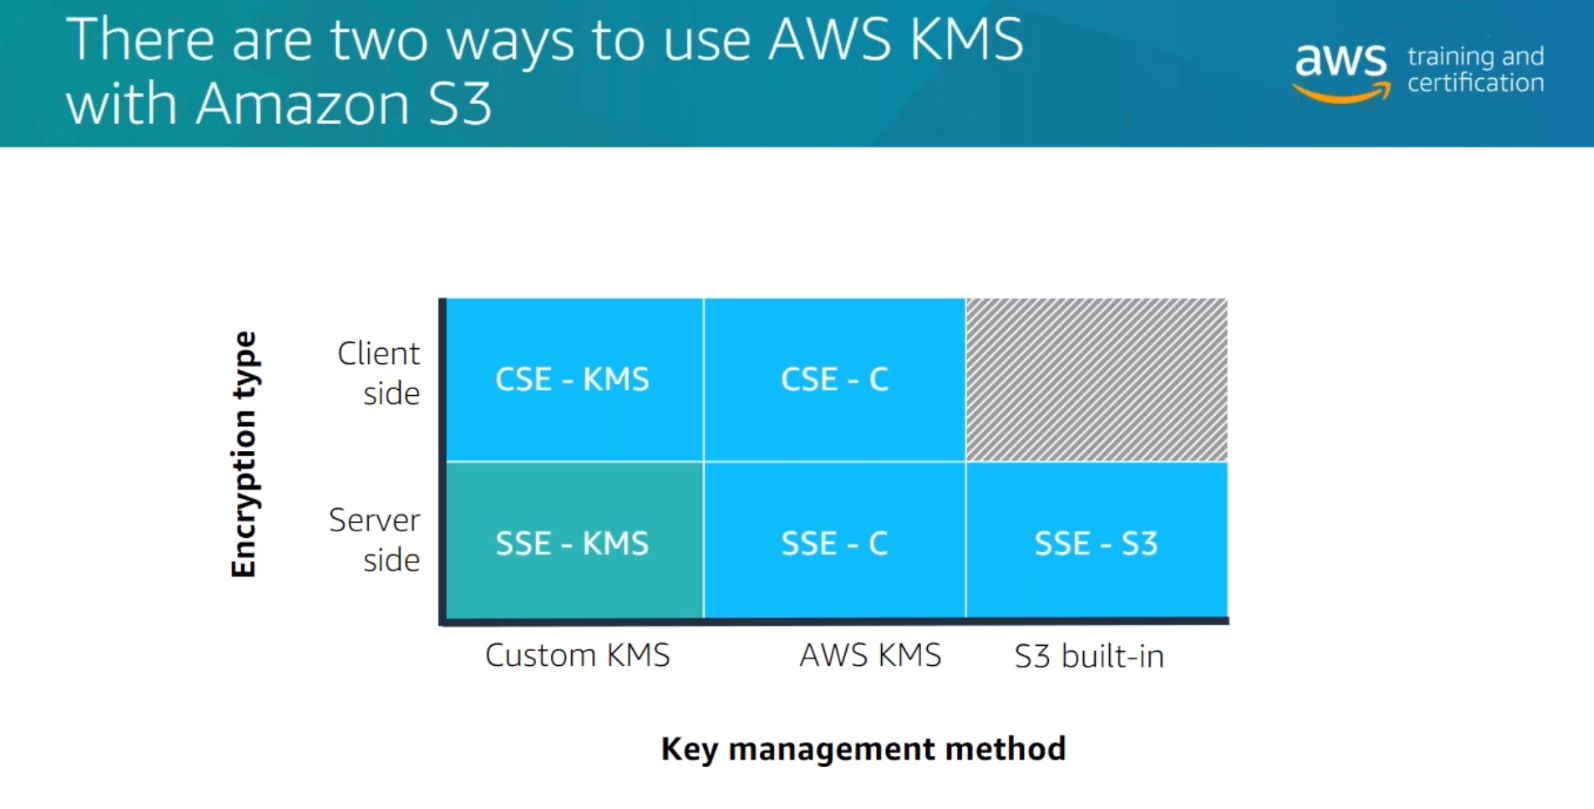 There are two ways to use AWS KMS
with Amazon S3
aws training and
certification
Encryption type
Client
side
CSE - KMS
CSE - C
Server
side
SSE - KMS
SSE - C
SSE - S3
Custom KMS
AWS KMS
S3 built-in
Key management method